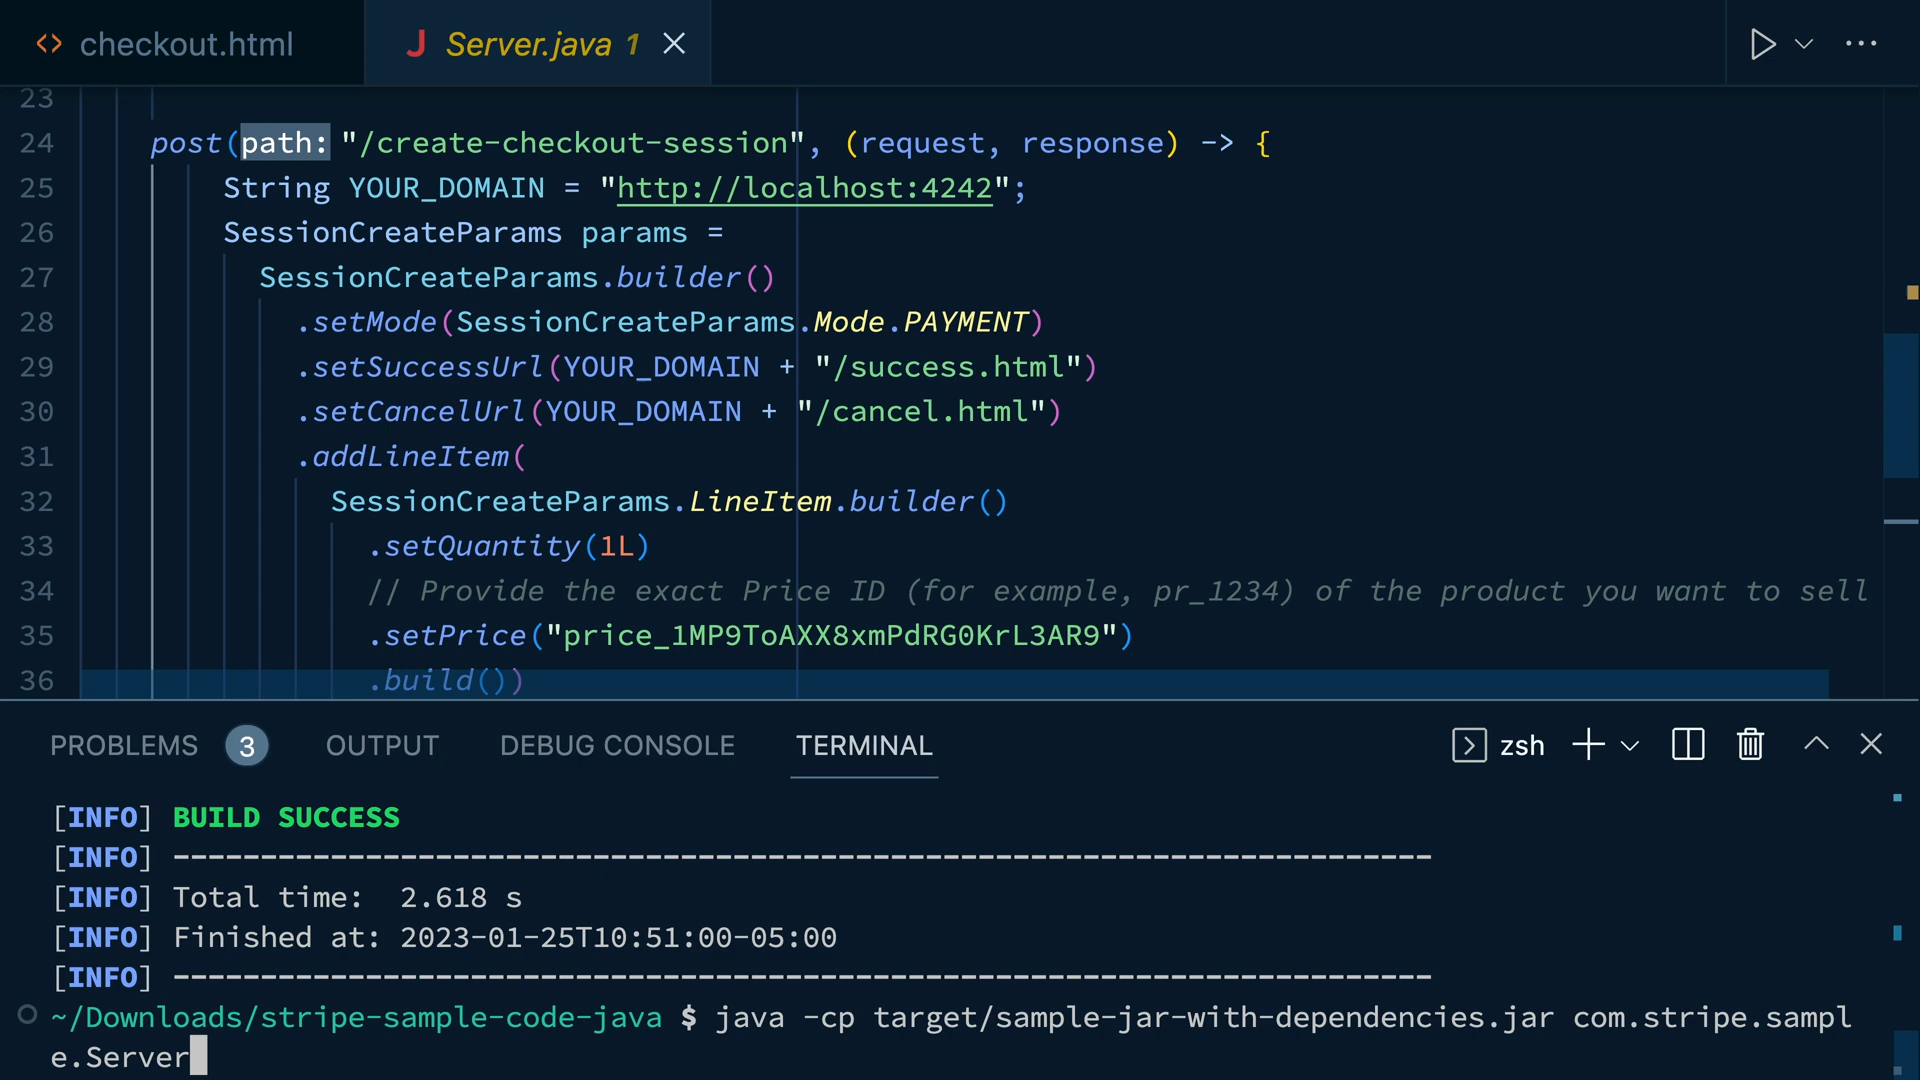 <> checkout.html
J Server.java 1
23
24 post(path: "/create-checkout-session", (request, response) -> {
25 String YOUR_DOMAIN = "http://localhost:4242";
26 SessionCreateParams params =
27 SessionCreateParams.builder()
28 .setMode(SessionCreateParams.Mode.PAYMENT)
29 .setSuccessUrl(YOUR_DOMAIN + "/success.html")
30 .setCancelUrl(YOUR_DOMAIN + "/cancel.html")
31 .addLineItem(
32 SessionCreateParams.LineItem.builder()
33 .setQuantity(1L)
34 // Provide the exact Price ID (for example, pr_1234) of the product you want to sell
35 .setPrice("price_1MP9ToAXX8xmPdRG0KrL3AR9")
36 .build())
PROBLEMS 3 OUTPUT DEBUG CONSOLE TERMINAL zsh
[INFO] BUILD SUCCESS
[INFO] ------------------------------------------------------------------------
[INFO] Total time:  2.618 s
[INFO] Finished at: 2023-01-25T10:51:00-05:00
[INFO] ------------------------------------------------------------------------
~/Downloads/stripe-sample-code-java $ java -cp target/sample-jar-with-dependencies.jar com.stripe.sampl
e.Server